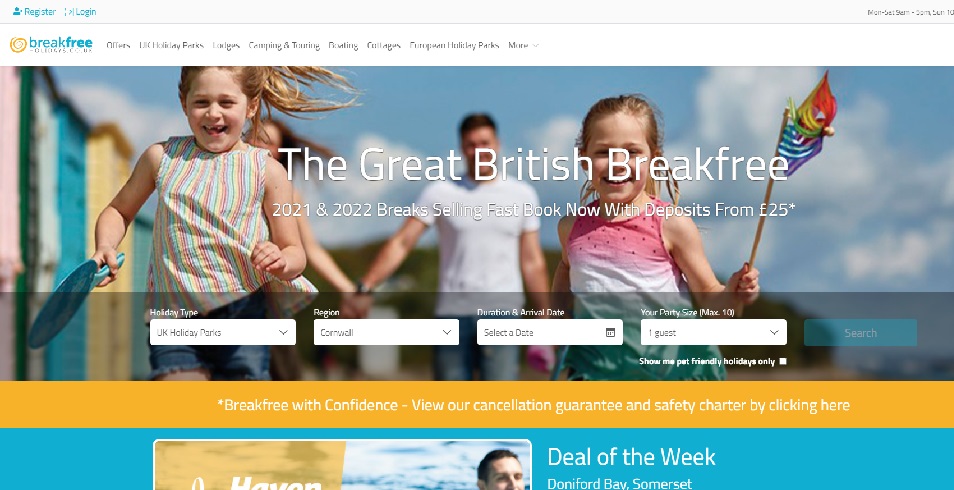 Register Login
Mon-Sat 9am - 5pm, Sun 10
breakfree
HOLIDAYS.CO.UK
Offers UK Holiday Parks Lodges Camping & Touring Boating Cottages European Holiday Parks More
The Great British Breakfree
2021 & 2022 Breaks Selling Fast Book Now With Deposits From £25*
Holiday Type Region Duration & Arrival Date Your Party Size (Max. 10)
UK Holiday Parks Cornwall Select a Date 1 guest Search
Show me pet friendly holidays only
*Breakfree with Confidence - View our cancellation guarantee and safety charter by clicking here
Deal of the Week
Haven
Doniford Bay, Somerset